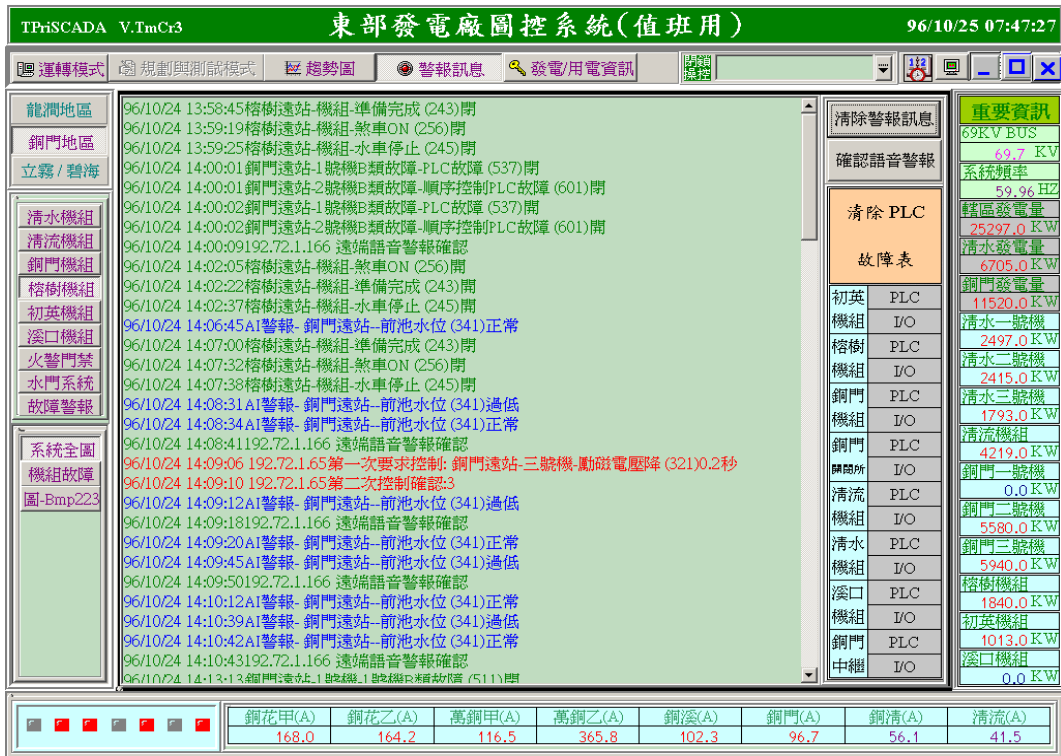 TPriSCADA V.TmCr3
東部發電廠圖控系統(值班用)
96/10/25 07:47:27
運轉模式
規劃與測試模式
趨勢圖
警報訊息
發電/用電資訊
閉鎖
操控
龍澗地區
銅門地區
立霧 / 碧海
清水機組
清流機組
銅門機組
榕樹機組
初英機組
溪口機組
火警門禁
水門系統
故障警報
系統全圖
機組故障
圖-Bmp223
96/10/24 13:58:45榕樹遠站-機組-準備完成 (243)閉
96/10/24 13:59:19榕樹遠站-機組-煞車ON (256)閉
96/10/24 13:59:25榕樹遠站-機組-水車停止 (245)閉
96/10/24 14:00:01銅門遠站-1號機B類故障-PLC故障 (537)閉
96/10/24 14:00:01銅門遠站-2號機B類故障-順序控制PLC故障 (601)閉
96/10/24 14:00:02銅門遠站-1號機B類故障-PLC故障 (537)開
96/10/24 14:00:02銅門遠站-2號機B類故障-順序控制PLC故障 (601)開
96/10/24 14:00:09192.72.1.166 遠端語音警報確認
96/10/24 14:02:05榕樹遠站-機組-煞車ON (256)開
96/10/24 14:02:22榕樹遠站-機組-準備完成 (243)開
96/10/24 14:02:37榕樹遠站-機組-水車停止 (245)開
96/10/24 14:06:45AI警報- 銅門遠站--前池水位 (341)正常
96/10/24 14:07:00榕樹遠站-機組-準備完成 (243)閉
96/10/24 14:07:32榕樹遠站-機組-煞車ON (256)閉
96/10/24 14:07:38榕樹遠站-機組-水車停止 (245)閉
96/10/24 14:08:31AI警報- 銅門遠站--前池水位 (341)過低
96/10/24 14:08:34AI警報- 銅門遠站--前池水位 (341)正常
96/10/24 14:08:41192.72.1.166 遠端語音警報確認
96/10/24 14:09:06 192.72.1.65第一次要求控制: 銅門遠站-三號機-勵磁電壓降 (321)0.2秒
96/10/24 14:09:10 192.72.1.65第二次控制確認:3
96/10/24 14:09:12AI警報- 銅門遠站--前池水位 (341)過低
96/10/24 14:09:18192.72.1.166 遠端語音警報確認
96/10/24 14:09:20AI警報- 銅門遠站--前池水位 (341)正常
96/10/24 14:09:45AI警報- 銅門遠站--前池水位 (341)過低
96/10/24 14:09:50192.72.1.166 遠端語音警報確認
96/10/24 14:10:12AI警報- 銅門遠站--前池水位 (341)正常
96/10/24 14:10:39AI警報- 銅門遠站--前池水位 (341)過低
96/10/24 14:10:42AI警報- 銅門遠站--前池水位 (341)正常
96/10/24 14:10:43192.72.1.166 遠端語音警報確認
96/10/24 14:13:13銅門遠站-1號機-1號機B類故障 (511)閉
清除警報訊息
確認語音警報
清除 PLC
故障表
初英 PLC
機組 I/O
榕樹 PLC
機組 I/O
銅門 PLC
機組 I/O
銅門 PLC
開關所 I/O
清流 PLC
機組 I/O
清水 PLC
機組 I/O
溪口 PLC
機組 I/O
銅門 PLC
中繼 I/O
重要資訊
69KV BUS
69.7 KV
系統頻率
59.96 HZ
轄區發電量
25297.0 KW
清水發電量
6705.0 KW
銅門發電量
11520.0 KW
清水一號機
2497.0 KW
清水二號機
2415.0 KW
清水三號機
1793.0 KW
清流機組
4219.0 KW
銅門一號機
0.0 KW
銅門二號機
5580.0 KW
銅門三號機
5940.0 KW
榕樹機組
1840.0 KW
初英機組
1013.0 KW
溪口機組
0.0 KW
銅花甲(A) 銅花乙(A) 萬銅甲(A) 萬銅乙(A) 銅溪(A) 銅門(A) 銅清(A) 清流(A)
168.0 164.2 116.5 365.8 102.3 96.7 56.1 41.5